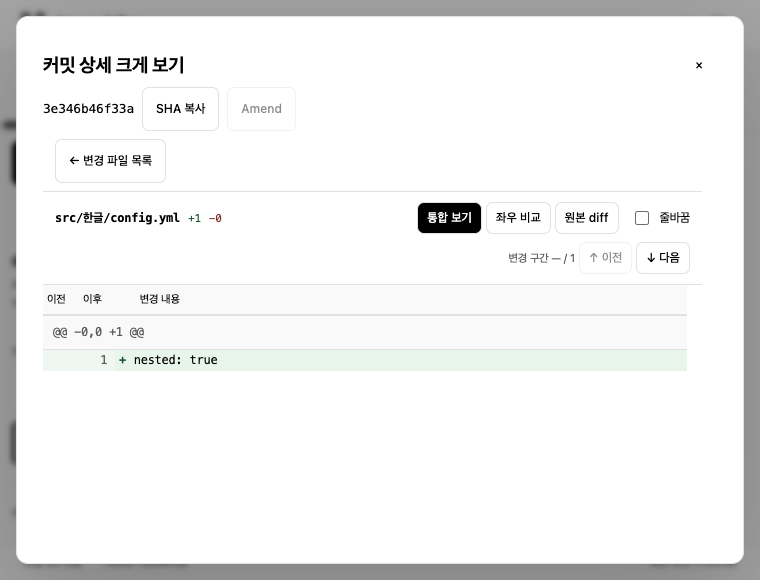 커밋 상세 크게 보기 ×
3e346b46f33a SHA 복사 Amend
← 변경 파일 목록
src/한글/config.yml +1 −0 통합 보기 좌우 비교 원본 diff 줄바꿈
변경 구간 — / 1 ↑ 이전 ↓ 다음
이전 이후 변경 내용
@@ −0,0 +1 @@
1 + nested: true